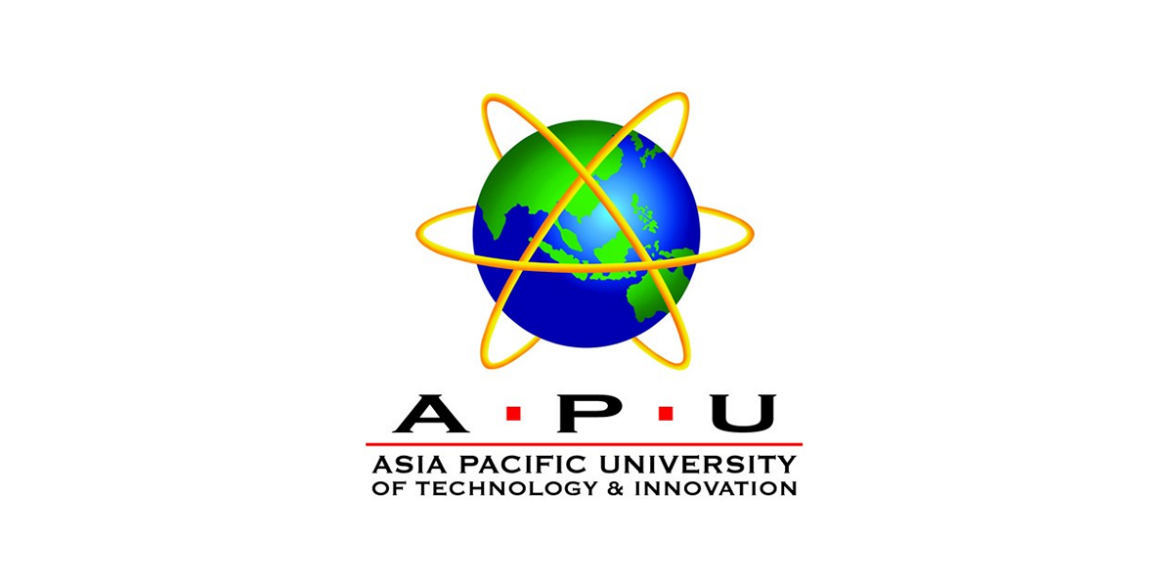 A · P · U
ASIA PACIFIC UNIVERSITY
OF TECHNOLOGY & INNOVATION